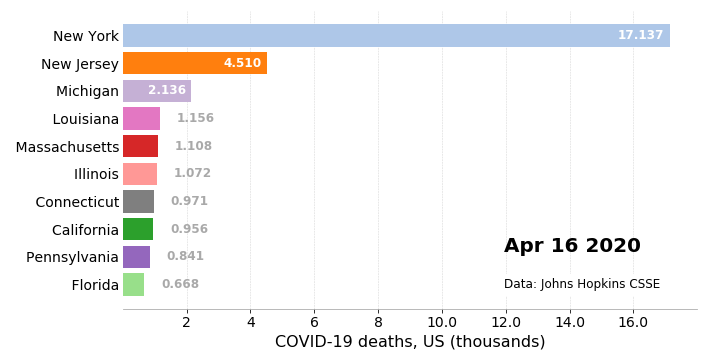 New York 17.137
New Jersey 4.510
Michigan 2.136
Louisiana 1.156
Massachusetts 1.108
Illinois 1.072
Connecticut 0.971
California 0.956
Pennsylvania 0.841
Florida 0.668
Apr 16 2020
Data: Johns Hopkins CSSE
2 4 6 8 10.0 12.0 14.0 16.0
COVID-19 deaths, US (thousands)